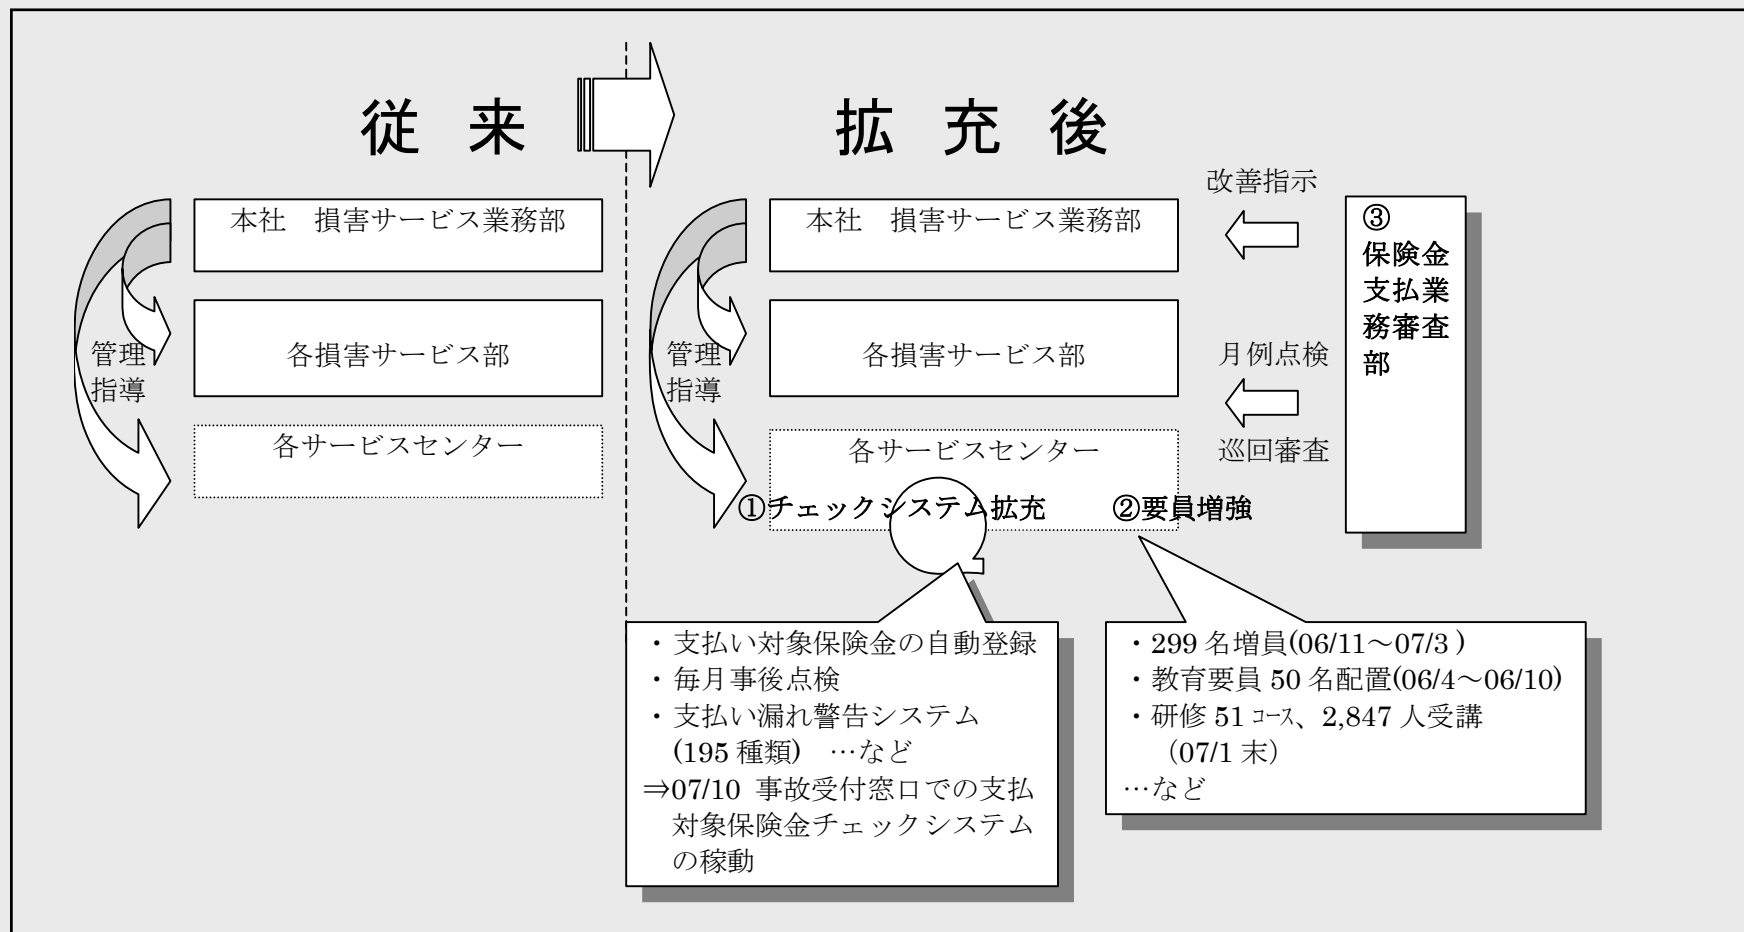 従 来
拡 充 後
本社 損害サービス業務部
各損害サービス部
管理
指導
各サービスセンター
本社 損害サービス業務部
各損害サービス部
管理
指導
各サービスセンター
①チェックシステム拡充 ②要員増強
改善指示
月例点検
巡回審査
③
保険金
支払業
務審査
部
・支払い対象保険金の自動登録
・毎月事後点検
・支払い漏れ警告システム
(195 種類) …など
⇒07/10 事故受付窓口での支払
対象保険金チェックシステム
の稼動
・299 名増員(06/11～07/3 )
・教育要員 50 名配置(06/4～06/10)
・研修 51 ｺｰｽ、2,847 人受講
（07/1 末）
…など